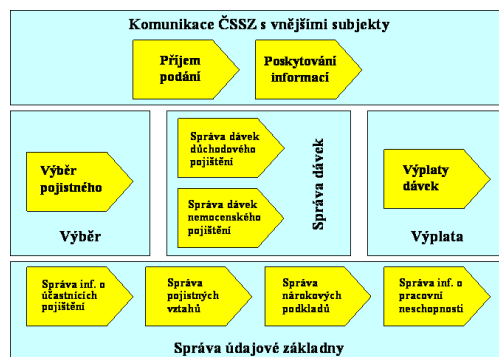 Komunikace ČSSZ s vnějšími subjekty
Příjem
podání
Poskytování
informací
Výběr
pojistného
Výběr
Správa dávek
důchodového
pojištění
Správa dávek
nemocenského
pojištění
Správa dávek
Výplaty
dávek
Výplata
Správa inf. o
účastnících
pojištění
Správa
pojistných
vztahů
Správa
nárokových
podkladů
Správa inf. o
pracovní
neschopnosti
Správa údajové základny